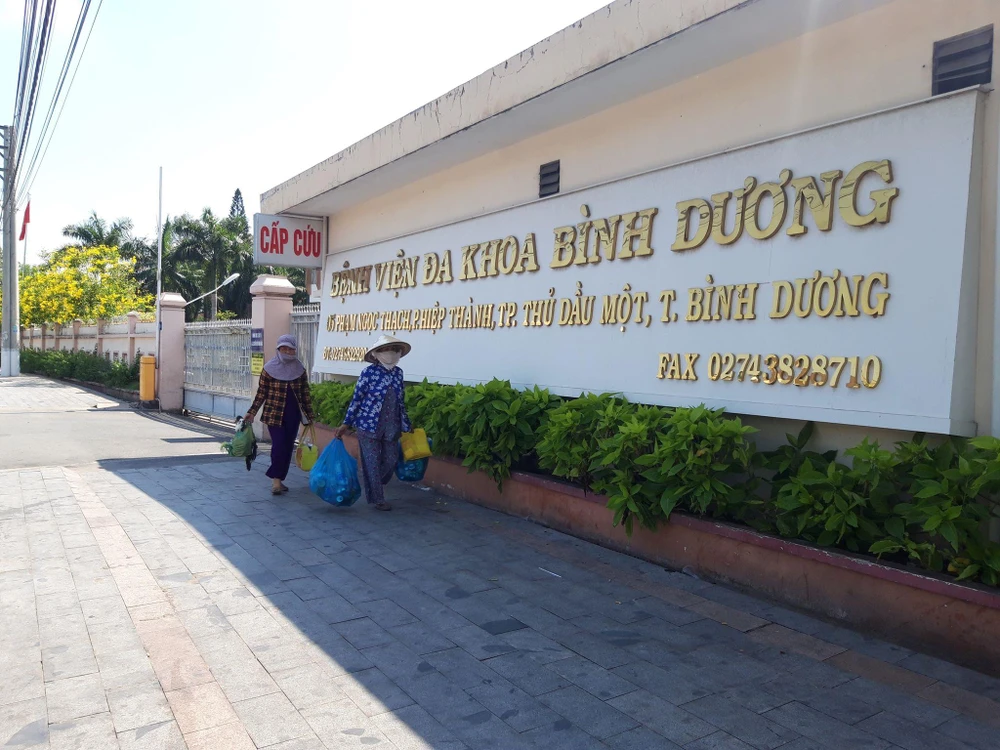 CẤP CỨU
BỆNH VIỆN ĐA KHOA BÌNH DƯƠNG
05 PHẠM NGỌC THẠCH, P.HIỆP THÀNH, TP. THỦ DẦU MỘT, T. BÌNH DƯƠNG
FAX 02743828710